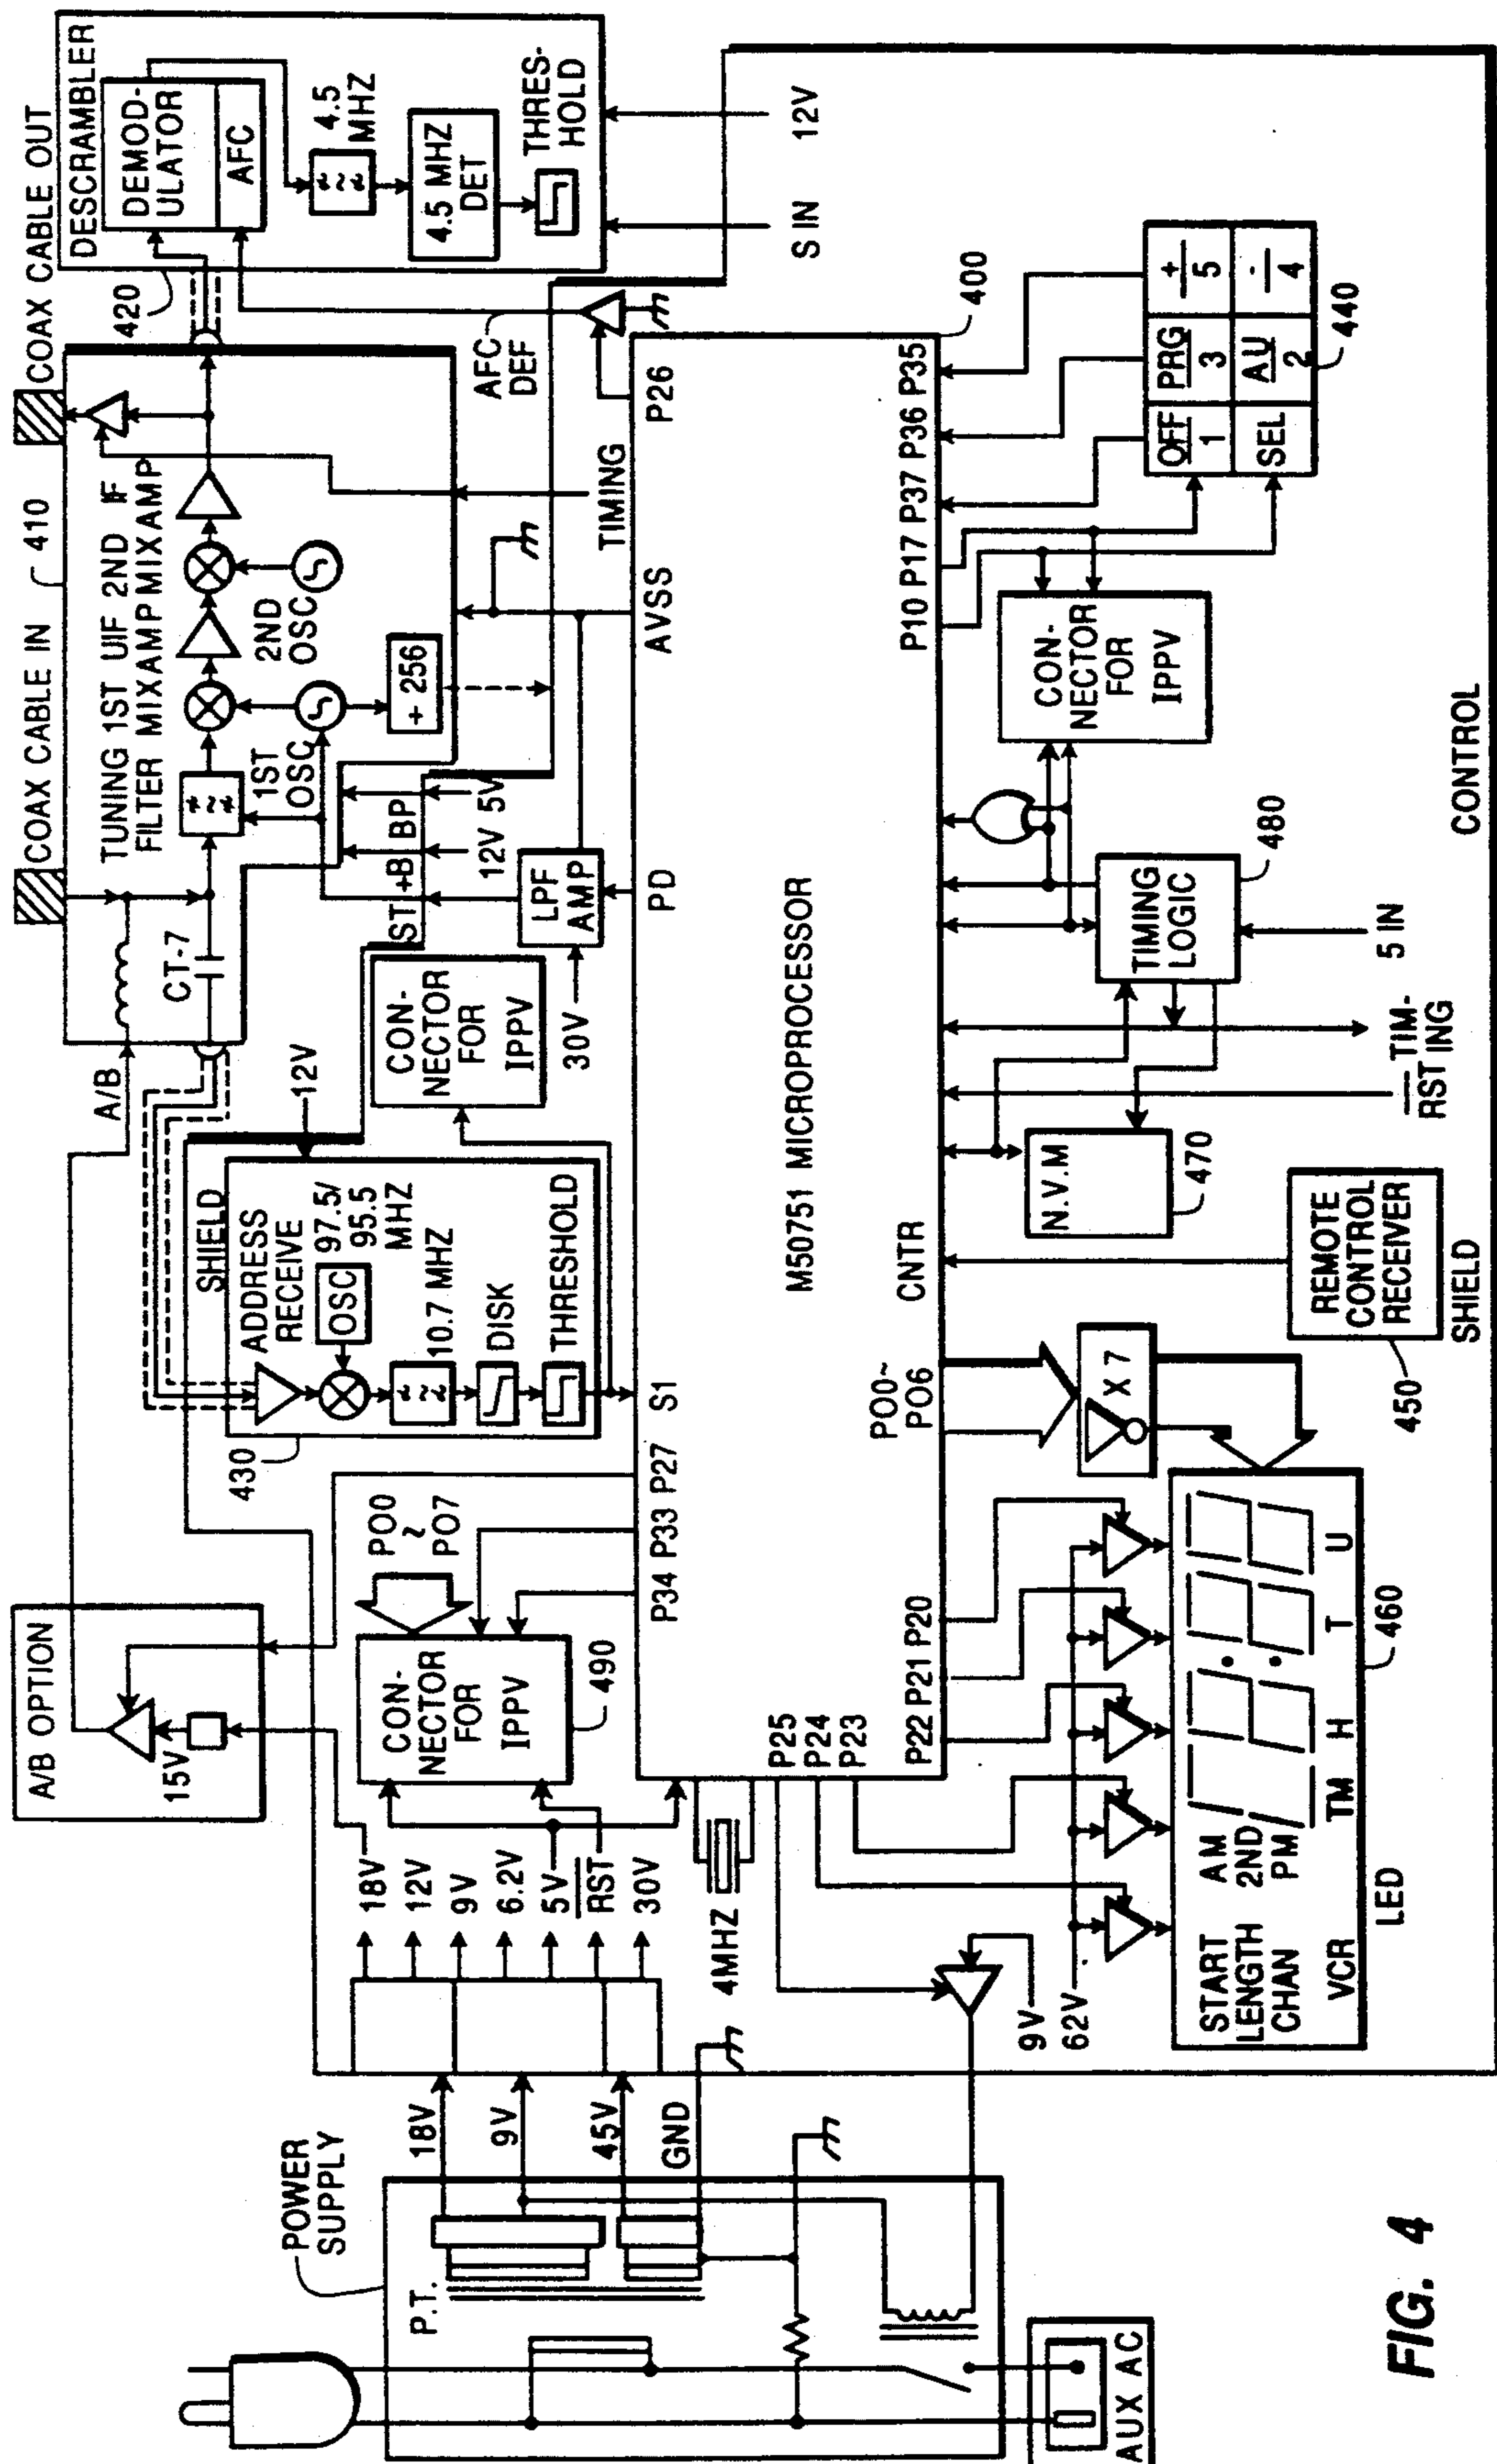 COAX CABLE IN
410
COAX CABLE OUT
TUNING 1ST UIF 2ND IF
FILTER MIXAMPMIXAMP
1ST
OSC
2ND
OSC
+ 256
CT-7
A/B
ST +B BP
12V 5V
420
DESCRAMBLER
DEMOD-
ULATOR
AFC
4.5
MHZ
4.5 MHZ
DET
THRES-
HOLD
S IN
12V
AFC
DEF
TIMING
A/B OPTION
15V
SHIELD
12V
ADDRESS
RECEIVE
97.5/
95.5
MHZ
OSC
10.7 MHZ
DISK
THRESHOLD
430
CON-
NECTOR
FOR
IPPV
30V
LPF
AMP
PO0
~
PO7
CON-
NECTOR
FOR
IPPV
490
18V
12V
9V
6.2V
5V
RST
30V
4MHZ
P34 P33 P27
S1
PD
AVSS
P26
M50751 MICROPROCESSOR
400
P25
P24
P23
P22 P21 P20
PO0~
PO6
CNTR
P10 P17 P37 P36 P35
POWER
SUPPLY
P.T.
18V
9V
45V
GND
AUX AC
9V
62V
START
LENGTH
CHAN
AM
2ND
PM
VCR
TM
H
T
U
LED
460
X 7
REMOTE
CONTROL
RECEIVER
450
SHIELD
N.V.M
470
RST
TIM-
ING
5 IN
TIMING
LOGIC
480
CON-
NECTOR
FOR
IPPV
OFF
1
PRG
3
+
5
SEL
AU
2
-
4
440
CONTROL
FIG. 4